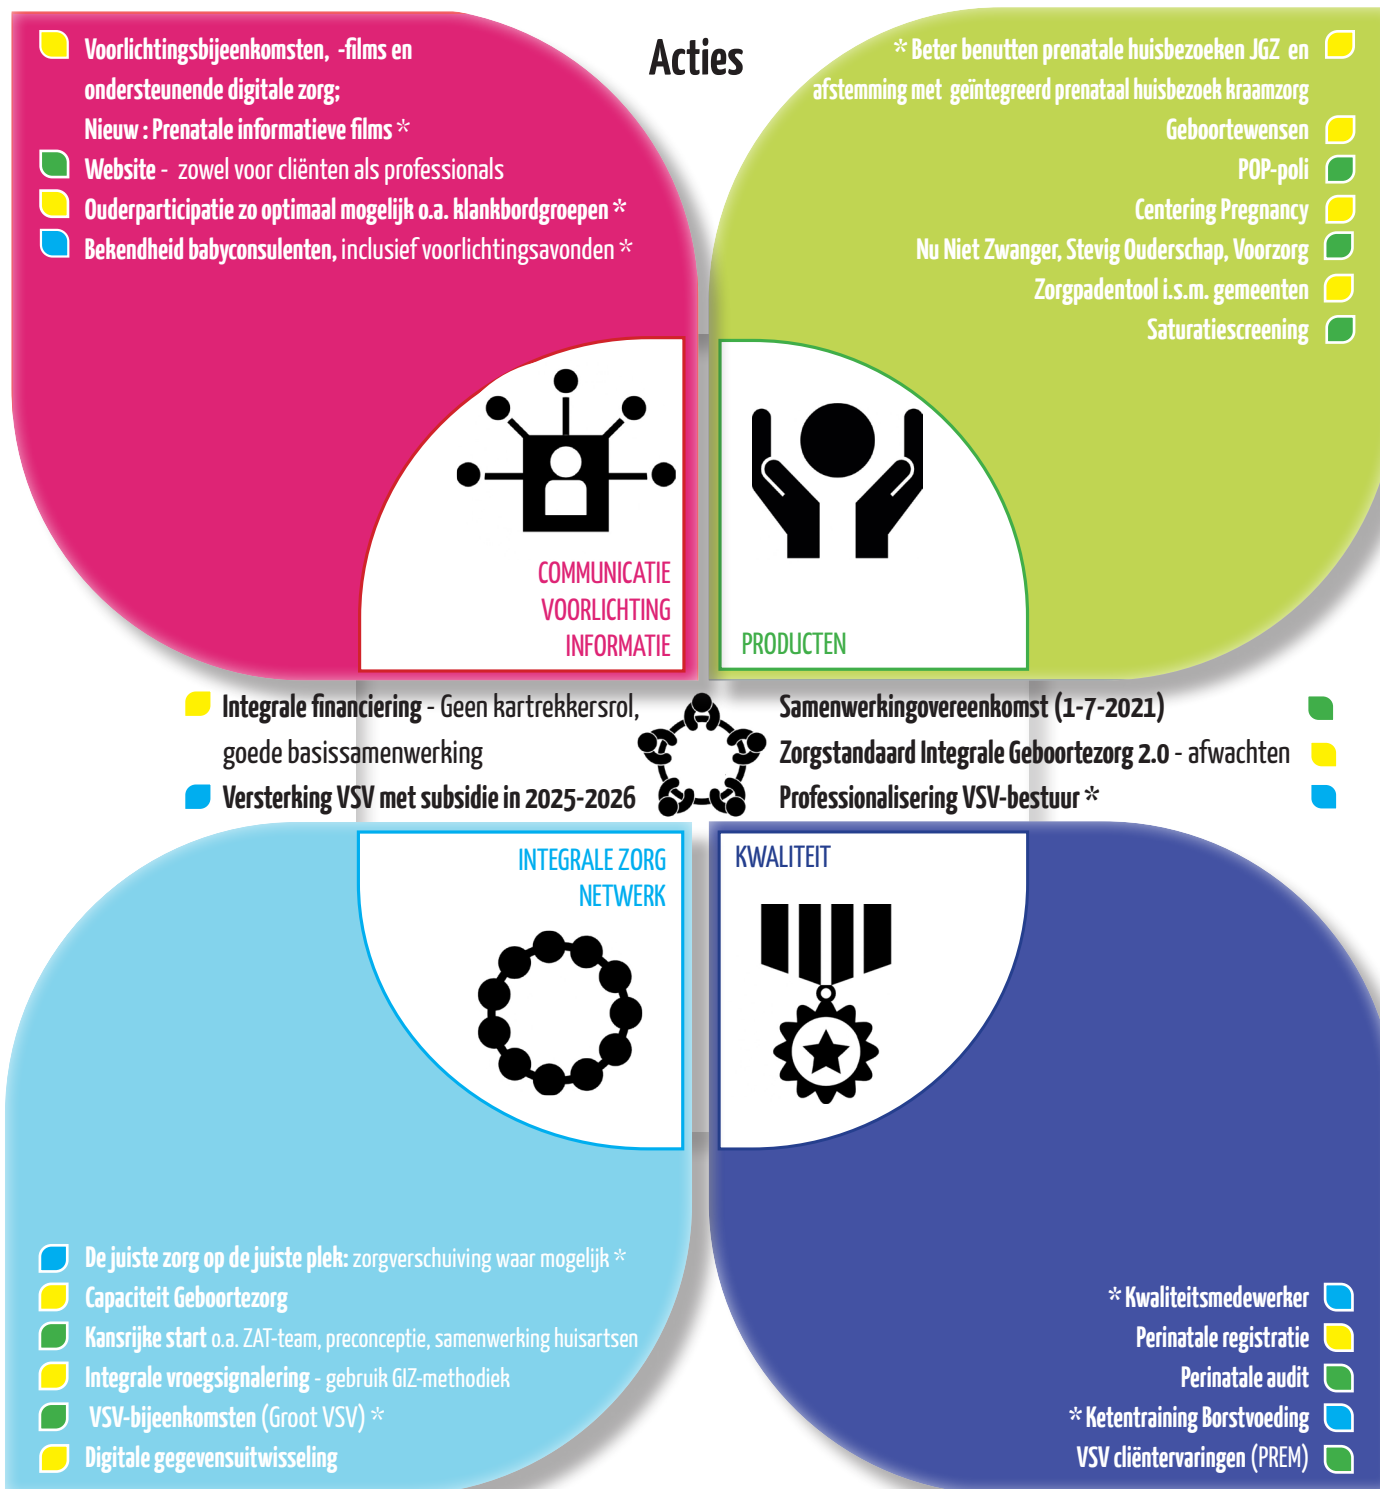 Acties
Voorlichtingsbijeenkomsten, -films en
ondersteunende digitale zorg;
Nieuw : Prenatale informatieve films *
Website - zowel voor cliënten als professionals
Ouderparticipatie zo optimaal mogelijk o.a. klankbordgroepen *
Bekendheid babyconsulenten, inclusief voorlichtingsavonden *
COMMUNICATIE
VOORLICHTING
INFORMATIE
* Beter benutten prenatale huisbezoeken JGZ en
afstemming met geïntegreerd prenataal huisbezoek kraamzorg
Geboortewensen
POP-poli
Centering Pregnancy
Nu Niet Zwanger, Stevig Ouderschap, Voorzorg
Zorgpadentool i.s.m. gemeenten
Saturatiescreening
PRODUCTEN
Integrale financiering - Geen kartrekkersrol,
goede basissamenwerking
Versterking VSV met subsidie in 2025-2026
Samenwerkingovereenkomst (1-7-2021)
Zorgstandaard Integrale Geboortezorg 2.0 - afwachten
Professionalisering VSV-bestuur *
INTEGRALE ZORG
NETWERK
De juiste zorg op de juiste plek: zorgverschuiving waar mogelijk *
Capaciteit Geboortezorg
Kansrijke start o.a. ZAT-team, preconceptie, samenwerking huisartsen
Integrale vroegsignalering - gebruik GIZ-methodiek
VSV-bijeenkomsten (Groot VSV) *
Digitale gegevensuitwisseling
KWALITEIT
* Kwaliteitsmedewerker
Perinatale registratie
Perinatale audit
* Ketentraining Borstvoeding
VSV cliëntervaringen (PREM)